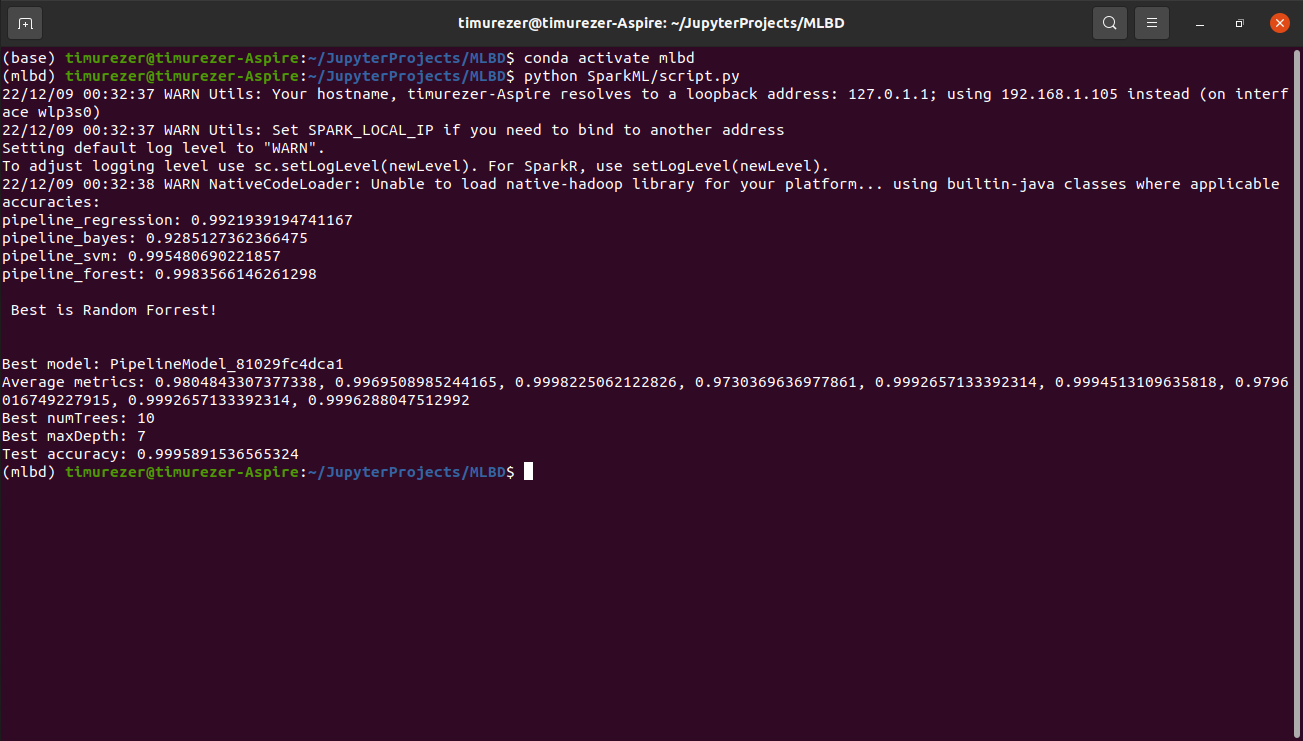 timurezer@timurezer-Aspire: ~/JupyterProjects/MLBD
(base) timurezer@timurezer-Aspire:~/JupyterProjects/MLBD$ conda activate mlbd
(mlbd) timurezer@timurezer-Aspire:~/JupyterProjects/MLBD$ python SparkML/script.py
22/12/09 00:32:37 WARN Utils: Your hostname, timurezer-Aspire resolves to a loopback address: 127.0.1.1; using 192.168.1.105 instead (on interf
ace wlp3s0)
22/12/09 00:32:37 WARN Utils: Set SPARK_LOCAL_IP if you need to bind to another address
Setting default log level to "WARN".
To adjust logging level use sc.setLogLevel(newLevel). For SparkR, use setLogLevel(newLevel).
22/12/09 00:32:38 WARN NativeCodeLoader: Unable to load native-hadoop library for your platform... using builtin-java classes where applicable
accuracies:
pipeline_regression: 0.9921939194741167
pipeline_bayes: 0.9285127362366475
pipeline_svm: 0.995480690221857
pipeline_forest: 0.9983566146261298
Best is Random Forrest!
Best model: PipelineModel_81029fc4dca1
Average metrics: 0.9804843307377338, 0.9969508985244165, 0.9998225062122826, 0.9730369636977861, 0.9992657133392314, 0.9994513109635818, 0.9796
016749227915, 0.9992657133392314, 0.9996288047512992
Best numTrees: 10
Best maxDepth: 7
Test accuracy: 0.9995891536565324
(mlbd) timurezer@timurezer-Aspire:~/JupyterProjects/MLBD$